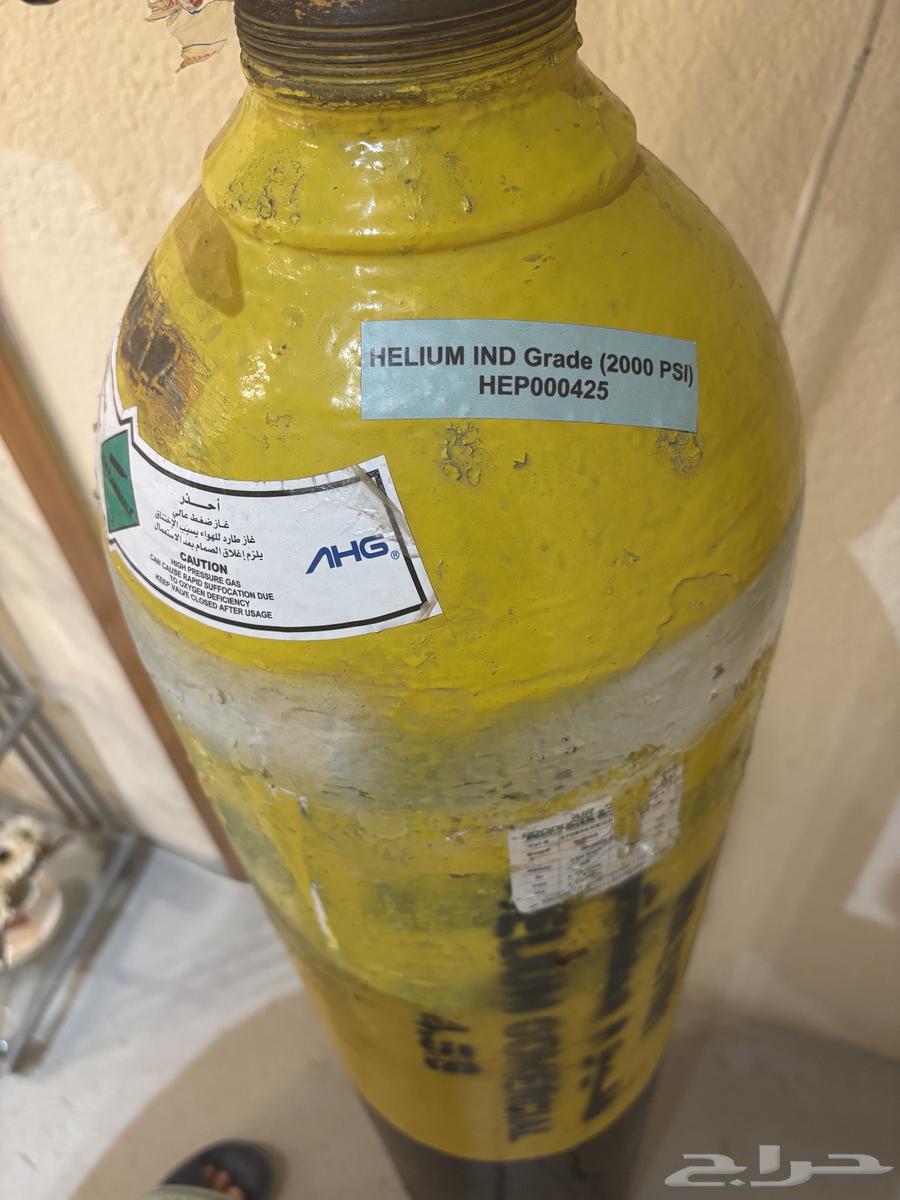 HELIUM IND Grade (2000 PSI)
HEP000425
أحذر
غاز ضغط عالي
غاز طارد للهواء يسبب الإختناق
يلزم إغلاق الصمام بعد الاستعمال
CAUTION
HIGH PRESSURE GAS
CAN CAUSE RAPID SUFFOCATION DUE
TO OXYGEN DEFICIENCY
KEEP VALVE CLOSED AFTER USAGE
AHG®
AIR
حراج